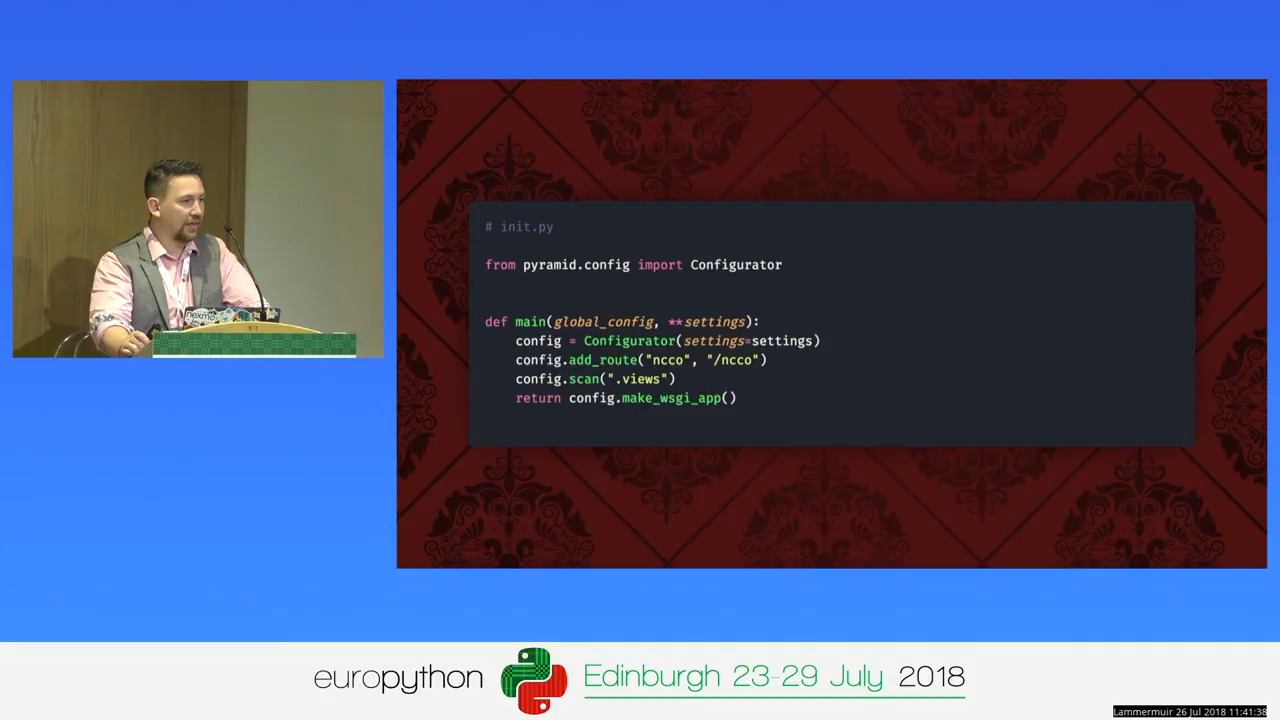 # init.py
from pyramid.config import Configurator
def main(global_config, **settings):
config = Configurator(settings=settings)
config.add_route("ncco", "/ncco")
config.scan(".views")
return config.make_wsgi_app()
nexmo
europython
Edinburgh 23-29 July 2018
Lammermuir 26 Jul 2018 11:41:38